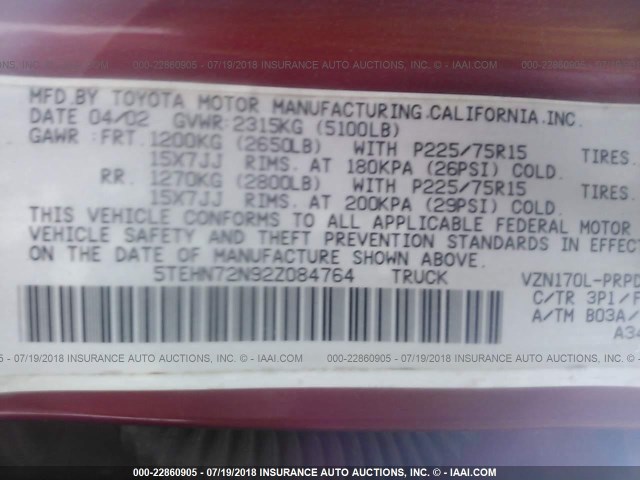 000-22860905 - 07/19/2018 INSURANCE AUTO AUCTIONS, INC. - © IAAI.COM
MFD.BY TOYOTA MOTOR MANUFACTURING.CALIFORNIA.INC.
DATE 04/02 GVWR:2315KG (5100LB)
GAWR:FRT.1200KG (2650LB) WITH P225/75R15 TIRES.
15X7JJ RIMS. AT 180KPA (26PSI) COLD.
RR. 1270KG (2800LB) WITH P225/75R15 TIRES.
15X7JJ RIMS. AT 200KPA (29PSI) COLD.
THIS VEHICLE CONFORMS TO ALL APPLICABLE FEDERAL MOTOR
VEHICLE SAFETY AND THEFT PREVENTION STANDARDS IN EFFEC
ON THE DATE OF MANUFACTURE SHOWN ABOVE.
5TEHN72N92Z084764 TRUCK VZN170L-PRPD
C/TR 3P1/F
A/TM B03A/
A34
000-22860905 - 07/19/2018 INSURANCE AUTO AUCTIONS, INC. - © IAAI.COM
000-22860905 - 07/19/2018 INSURANCE AUTO AUCTIONS, INC. - © IAAI.COM